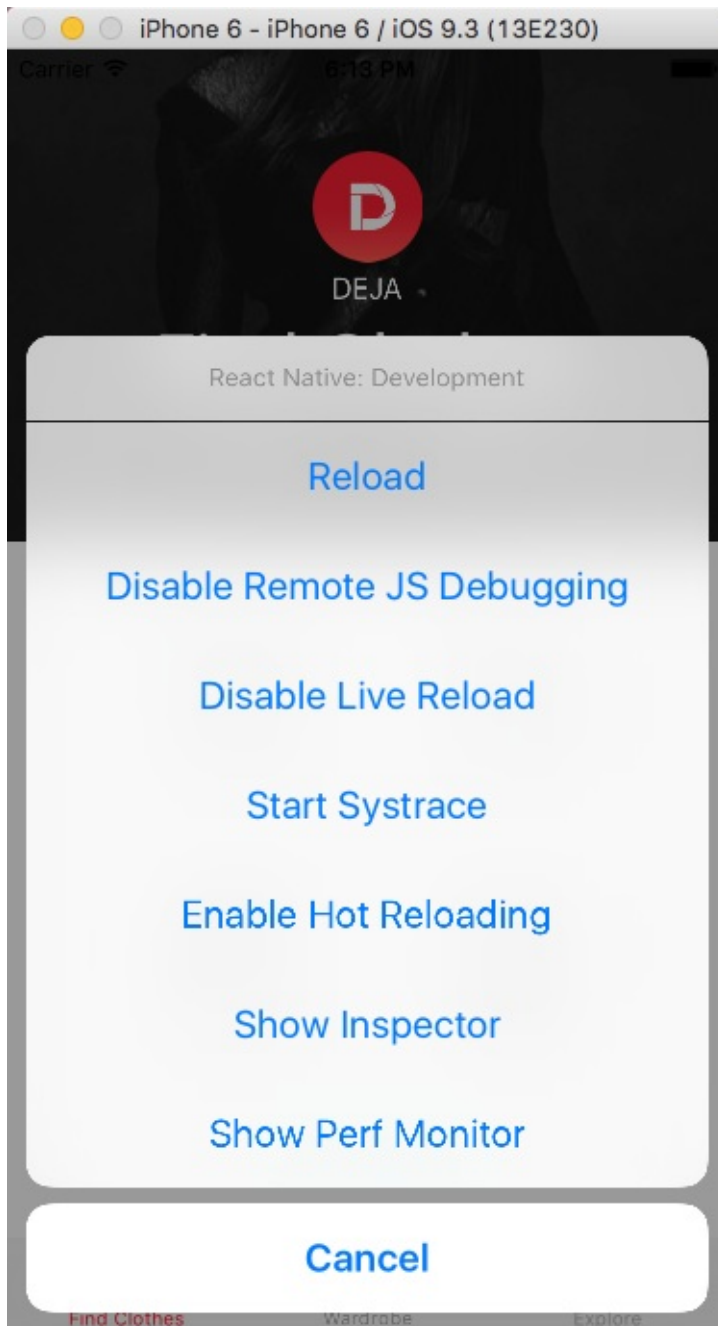 iPhone 6 - iPhone 6 / iOS 9.3 (13E230)
Carrier 6:13 PM
D
DEJA
React Native: Development
Reload
Disable Remote JS Debugging
Disable Live Reload
Start Systrace
Enable Hot Reloading
Show Inspector
Show Perf Monitor
Cancel
Find Clothes Wardrobe Explore